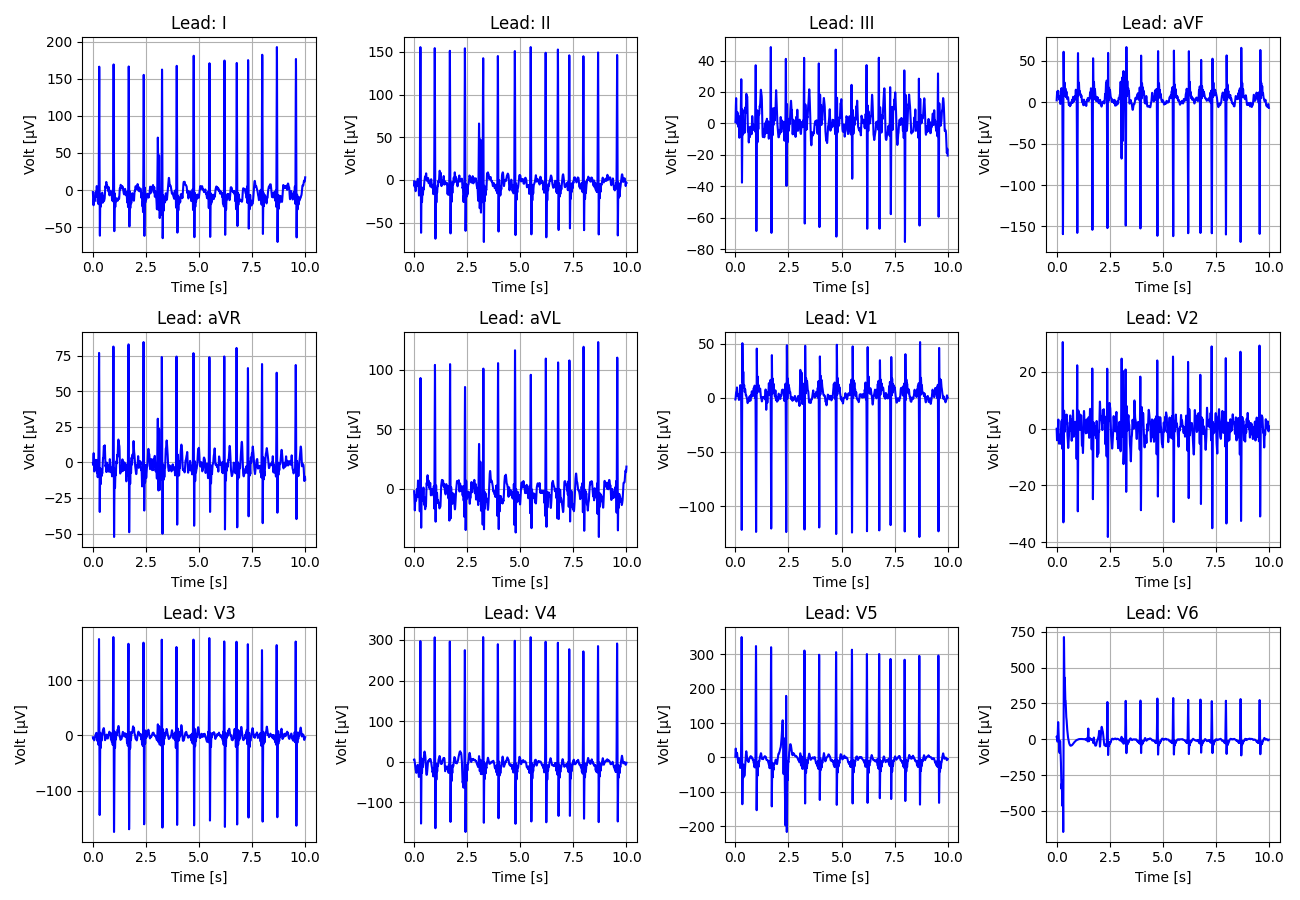 Lead: I Lead: II Lead: III Lead: aVF
200 150 100 50 0 −50 150 100 50 0 −50 40 20 0 −20 −40 −60 −80 50 0 −50 −100 −150
Volt [µV] Volt [µV] Volt [µV] Volt [µV]
0.0 2.5 5.0 7.5 10.0 0.0 2.5 5.0 7.5 10.0 0.0 2.5 5.0 7.5 10.0 0.0 2.5 5.0 7.5 10.0
Time [s] Time [s] Time [s] Time [s]
Lead: aVR Lead: aVL Lead: V1 Lead: V2
75 50 25 0 −25 −50 100 50 0 50 0 −50 −100 20 0 −20 −40
Volt [µV] Volt [µV] Volt [µV] Volt [µV]
0.0 2.5 5.0 7.5 10.0 0.0 2.5 5.0 7.5 10.0 0.0 2.5 5.0 7.5 10.0 0.0 2.5 5.0 7.5 10.0
Time [s] Time [s] Time [s] Time [s]
Lead: V3 Lead: V4 Lead: V5 Lead: V6
100 0 −100 300 200 100 0 −100 300 200 100 0 −100 −200 750 500 250 0 −250 −500
Volt [µV] Volt [µV] Volt [µV] Volt [µV]
0.0 2.5 5.0 7.5 10.0 0.0 2.5 5.0 7.5 10.0 0.0 2.5 5.0 7.5 10.0 0.0 2.5 5.0 7.5 10.0
Time [s] Time [s] Time [s] Time [s]